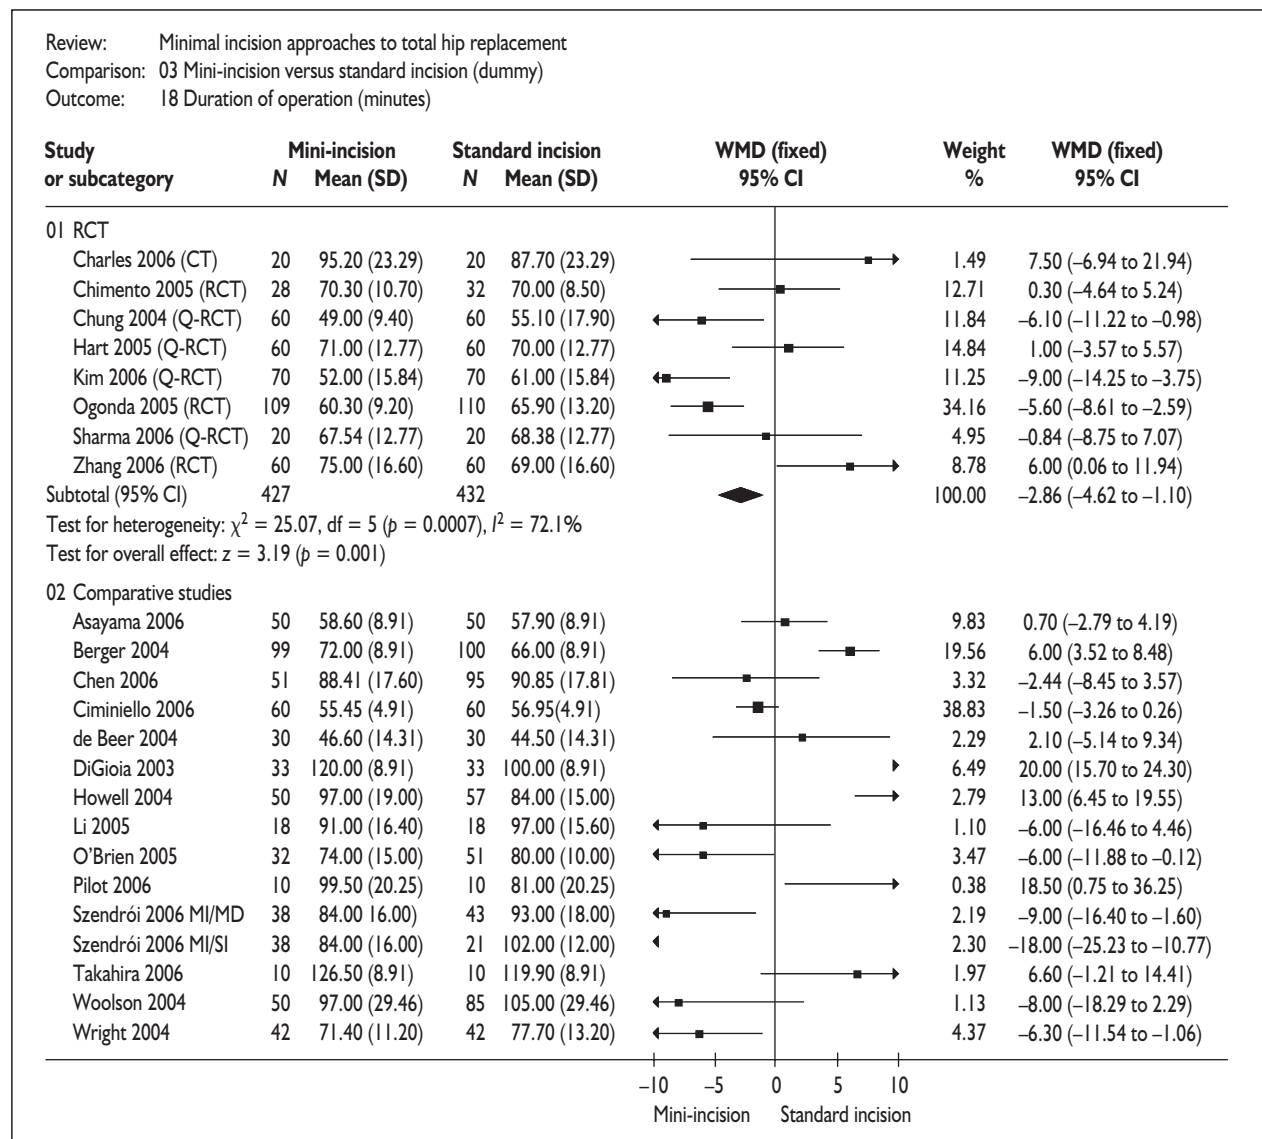 Review: Minimal incision approaches to total hip replacement
Comparison: 03 Mini-incision versus standard incision (dummy)
Outcome: 18 Duration of operation (minutes)
Study Mini-incision Standard incision WMD (fixed) Weight WMD (fixed)
or subcategory N Mean (SD) N Mean (SD) 95% CI % 95% CI
01 RCT
Charles 2006 (CT) 20 95.20 (23.29) 20 87.70 (23.29) 1.49 7.50 (–6.94 to 21.94)
Chimento 2005 (RCT) 28 70.30 (10.70) 32 70.00 (8.50) 12.71 0.30 (–4.64 to 5.24)
Chung 2004 (Q-RCT) 60 49.00 (9.40) 60 55.10 (17.90) 11.84 –6.10 (–11.22 to –0.98)
Hart 2005 (Q-RCT) 60 71.00 (12.77) 60 70.00 (12.77) 14.84 1.00 (–3.57 to 5.57)
Kim 2006 (Q-RCT) 70 52.00 (15.84) 70 61.00 (15.84) 11.25 –9.00 (–14.25 to –3.75)
Ogonda 2005 (RCT) 109 60.30 (9.20) 110 65.90 (13.20) 34.16 –5.60 (–8.61 to –2.59)
Sharma 2006 (Q-RCT) 20 67.54 (12.77) 20 68.38 (12.77) 4.95 –0.84 (–8.75 to 7.07)
Zhang 2006 (RCT) 60 75.00 (16.60) 60 69.00 (16.60) 8.78 6.00 (0.06 to 11.94)
Subtotal (95% CI) 427 432 100.00 –2.86 (–4.62 to –1.10)
Test for heterogeneity: χ² = 25.07, df = 5 (p = 0.0007), I² = 72.1%
Test for overall effect: z = 3.19 (p = 0.001)
02 Comparative studies
Asayama 2006 50 58.60 (8.91) 50 57.90 (8.91) 9.83 0.70 (–2.79 to 4.19)
Berger 2004 99 72.00 (8.91) 100 66.00 (8.91) 19.56 6.00 (3.52 to 8.48)
Chen 2006 51 88.41 (17.60) 95 90.85 (17.81) 3.32 –2.44 (–8.45 to 3.57)
Ciminiello 2006 60 55.45 (4.91) 60 56.95(4.91) 38.83 –1.50 (–3.26 to 0.26)
de Beer 2004 30 46.60 (14.31) 30 44.50 (14.31) 2.29 2.10 (–5.14 to 9.34)
DiGioia 2003 33 120.00 (8.91) 33 100.00 (8.91) 6.49 20.00 (15.70 to 24.30)
Howell 2004 50 97.00 (19.00) 57 84.00 (15.00) 2.79 13.00 (6.45 to 19.55)
Li 2005 18 91.00 (16.40) 18 97.00 (15.60) 1.10 –6.00 (–16.46 to 4.46)
O'Brien 2005 32 74.00 (15.00) 51 80.00 (10.00) 3.47 –6.00 (–11.88 to –0.12)
Pilot 2006 10 99.50 (20.25) 10 81.00 (20.25) 0.38 18.50 (0.75 to 36.25)
Szendrói 2006 MI/MD 38 84.00 16.00) 43 93.00 (18.00) 2.19 –9.00 (–16.40 to –1.60)
Szendrói 2006 MI/SI 38 84.00 (16.00) 21 102.00 (12.00) 2.30 –18.00 (–25.23 to –10.77)
Takahira 2006 10 126.50 (8.91) 10 119.90 (8.91) 1.97 6.60 (–1.21 to 14.41)
Woolson 2004 50 97.00 (29.46) 85 105.00 (29.46) 1.13 –8.00 (–18.29 to 2.29)
Wright 2004 42 71.40 (11.20) 42 77.70 (13.20) 4.37 –6.30 (–11.54 to –1.06)
–10 –5 0 5 10
Mini-incision Standard incision